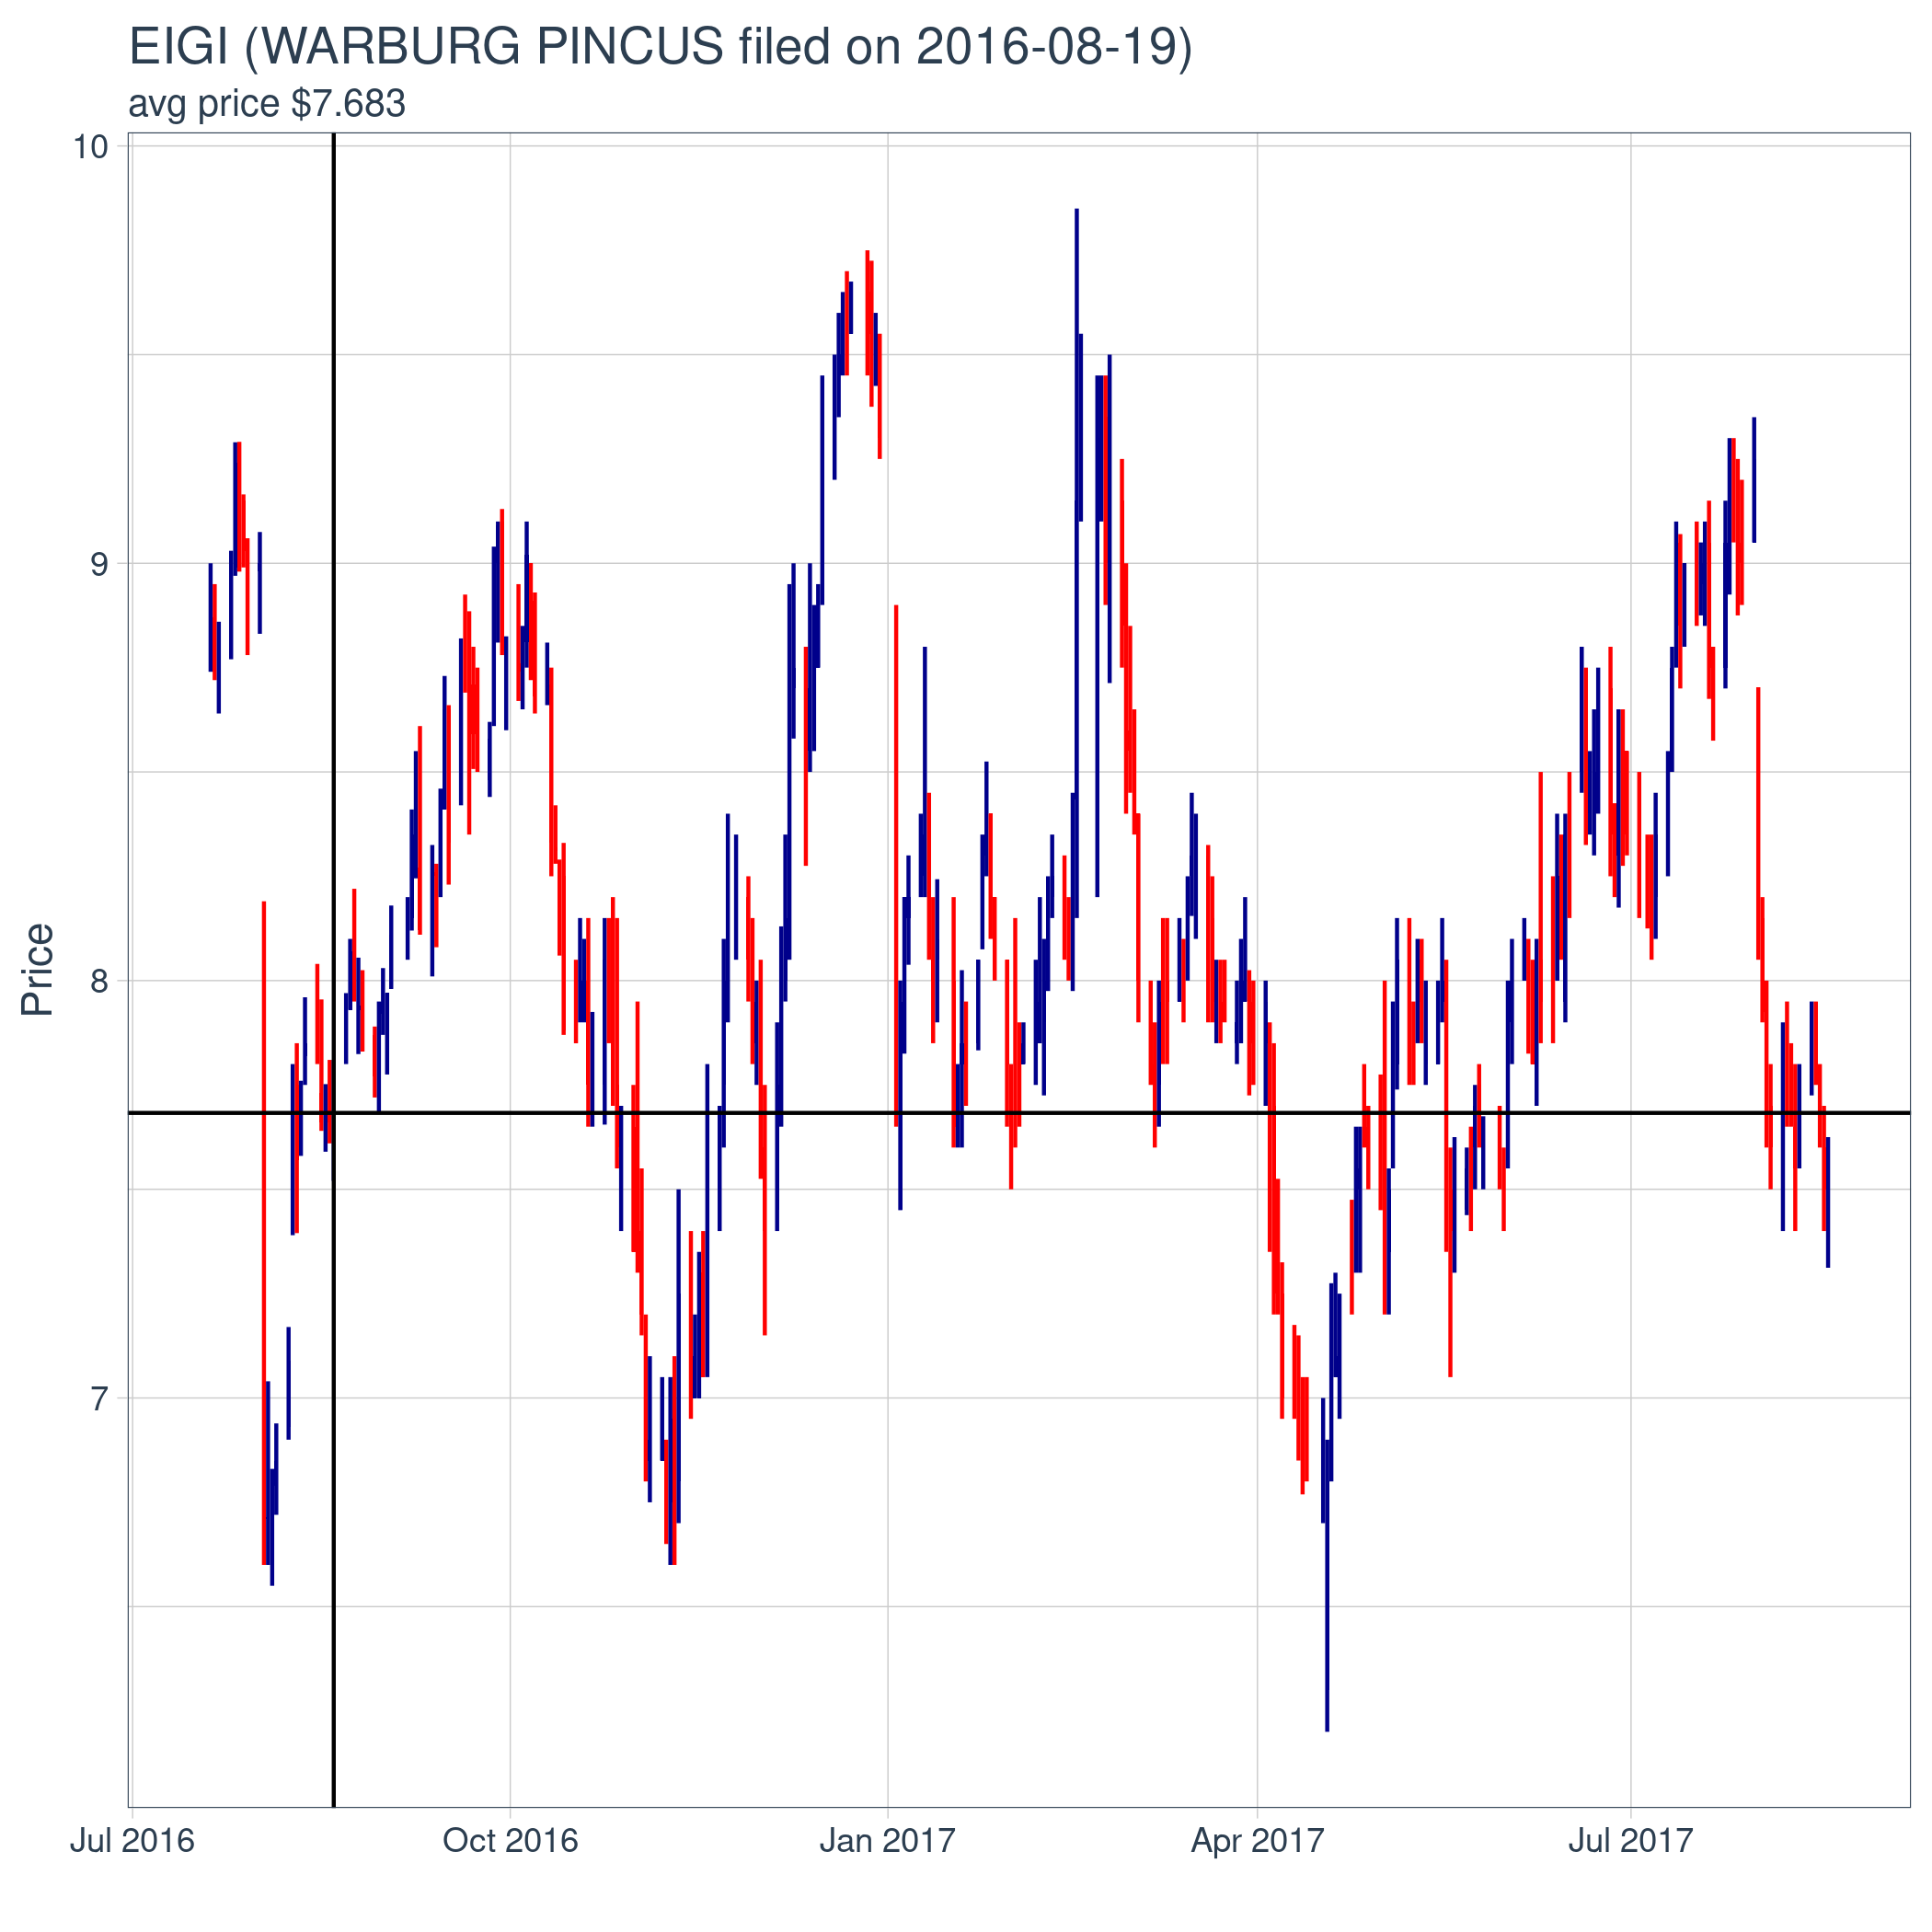 EIGI (WARBURG PINCUS filed on 2016-08-19)
avg price $7.683
10
9
8
7
Price
Jul 2016 Oct 2016 Jan 2017 Apr 2017 Jul 2017